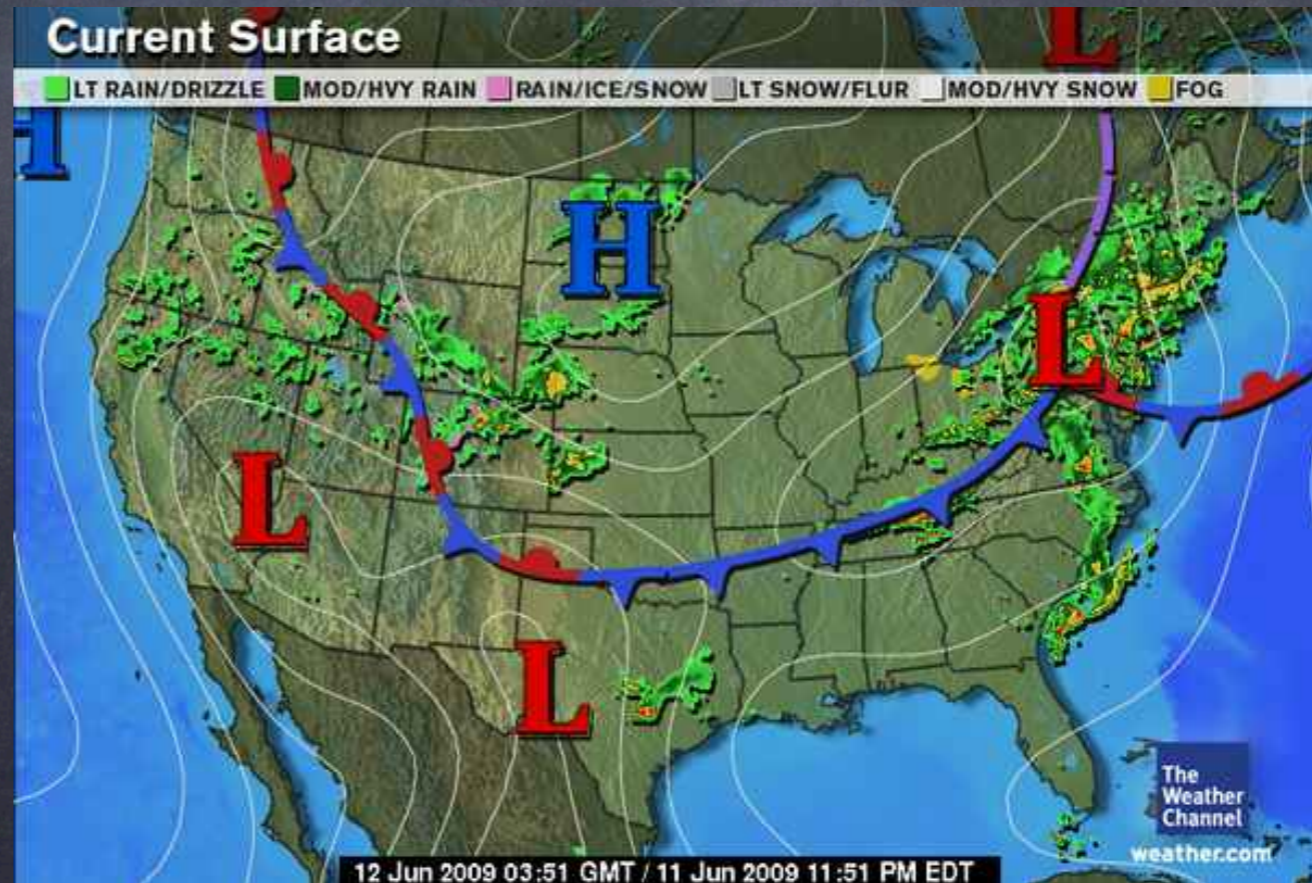 Current Surface
LT RAIN/DRIZZLE MOD/HVY RAIN RAIN/ICE/SNOW LT SNOW/FLUR MOD/HVY SNOW FOG
L
H
H
L
L
L
The
Weather
Channel
weather.com
12 Jun 2009 03:51 GMT / 11 Jun 2009 11:51 PM EDT